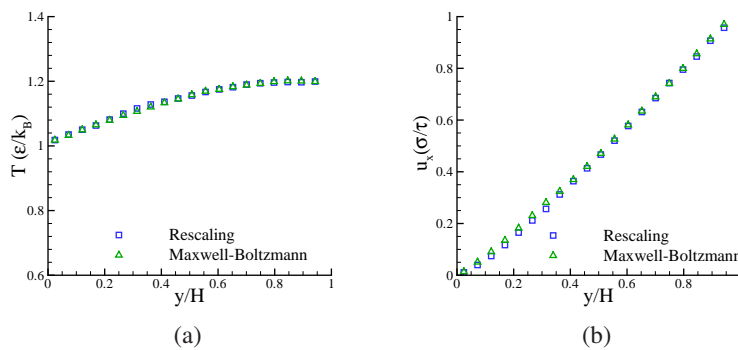 1.4
1.2
1
0.8
0.6
T (ε/k_B)
0
0.2
0.4
0.6
0.8
1
y/H
Rescaling
Maxwell-Boltzmann
(a)
1
0.8
0.6
0.4
0.2
0
u_x(σ/τ)
0
0.2
0.4
0.6
0.8
y/H
Rescaling
Maxwell-Boltzmann
(b)